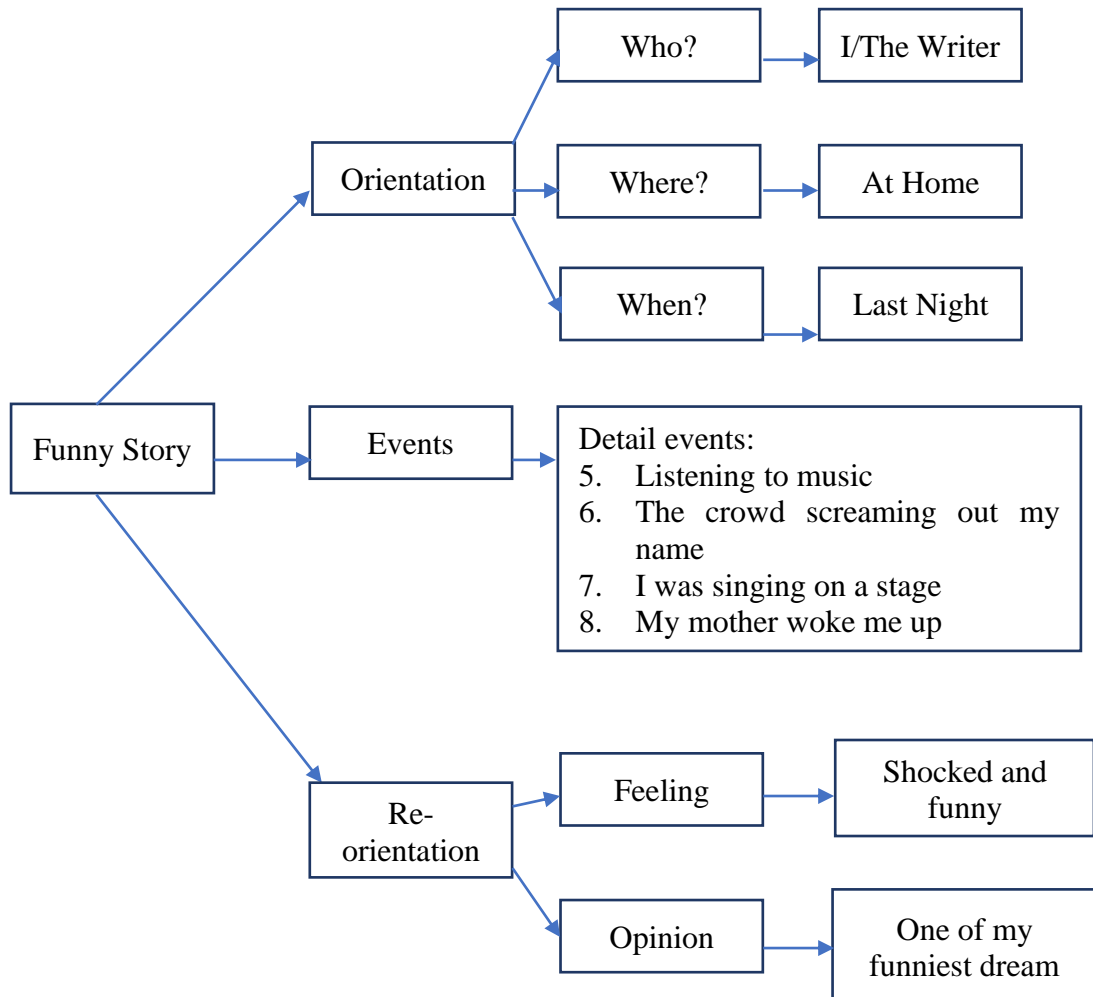 Who?
I/The Writer
Orientation
Where?
At Home
When?
Last Night
Funny Story
Events
Detail events:
5. Listening to music
6. The crowd screaming out my
name
7. I was singing on a stage
8. My mother woke me up
Re-
orientation
Feeling
Shocked and
funny
Opinion
One of my
funniest dream